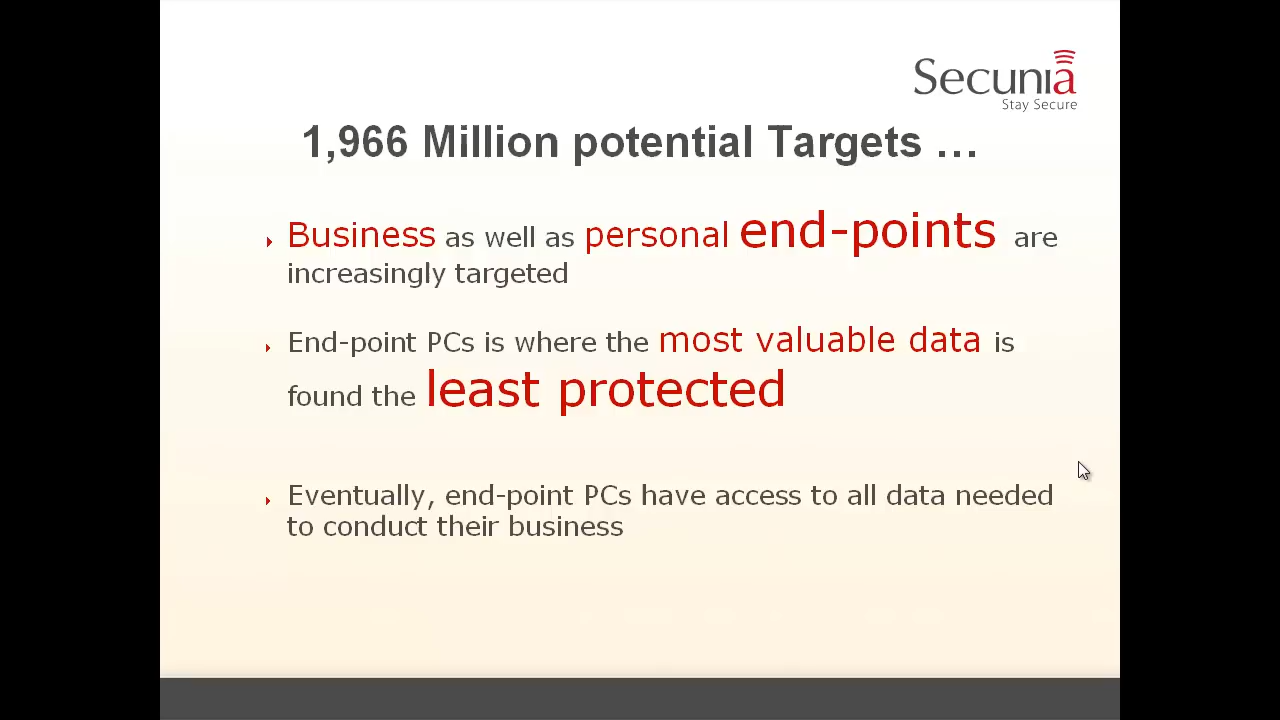 Secunia
Stay Secure
1,966 Million potential Targets …
Business as well as personal end-points are
increasingly targeted
End-point PCs is where the most valuable data is
found the least protected
Eventually, end-point PCs have access to all data needed
to conduct their business